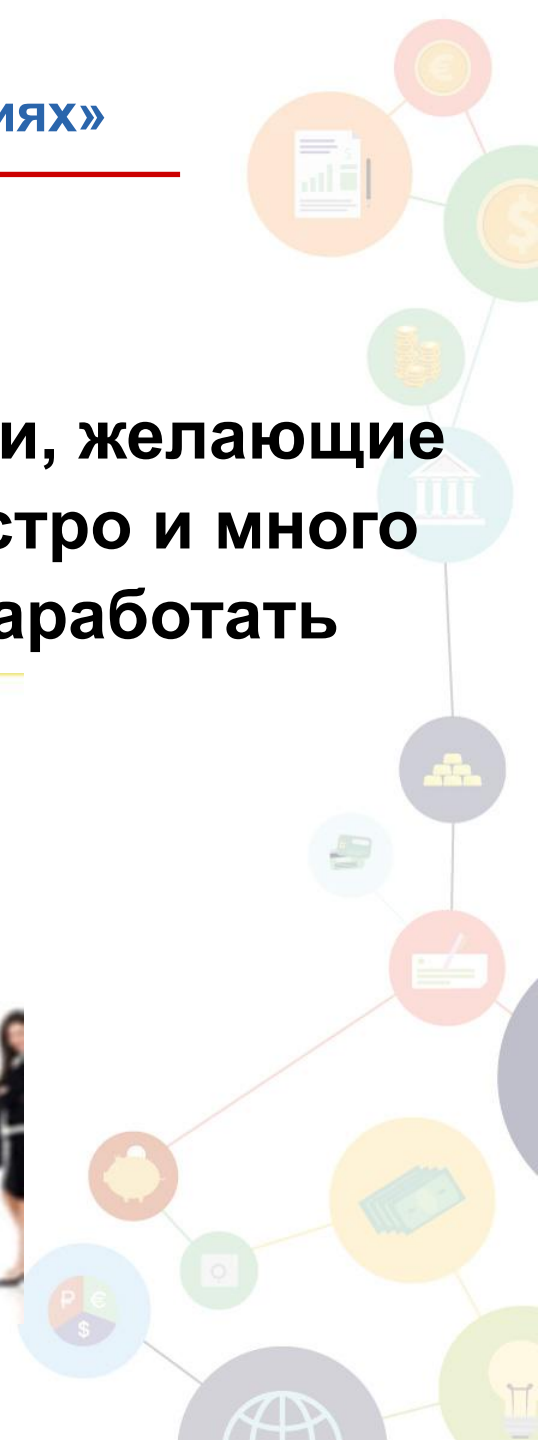 иях»
и, желающие
стро и много
аработать